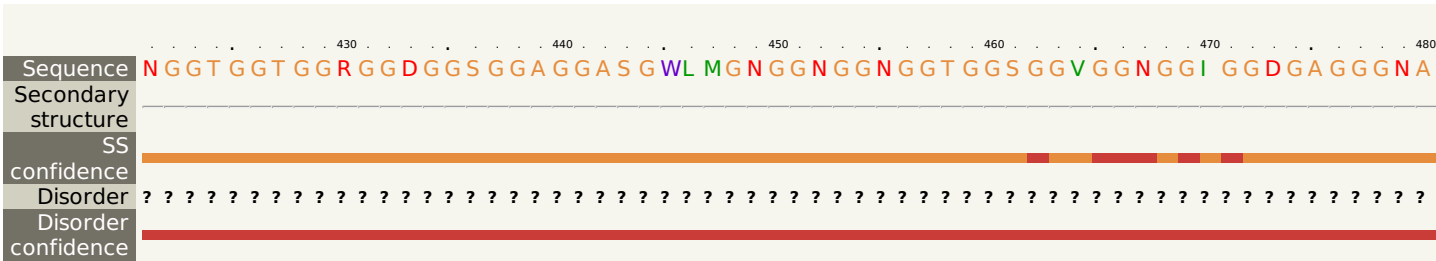 430 440 450 460 470 480
Sequence NGGTGGTGGRGGDGGSGGAGGASGWLMGNGGNGGNGGTGGSGGVGGNGGIGGDGAGGGNA
Secondary
structure
SS
confidence
Disorder ? ? ? ? ? ? ? ? ? ? ? ? ? ? ? ? ? ? ? ? ? ? ? ? ? ? ? ? ? ? ? ? ? ? ? ? ? ? ? ? ? ? ? ? ? ? ? ? ? ? ? ? ? ? ? ? ? ? ? ?
Disorder
confidence